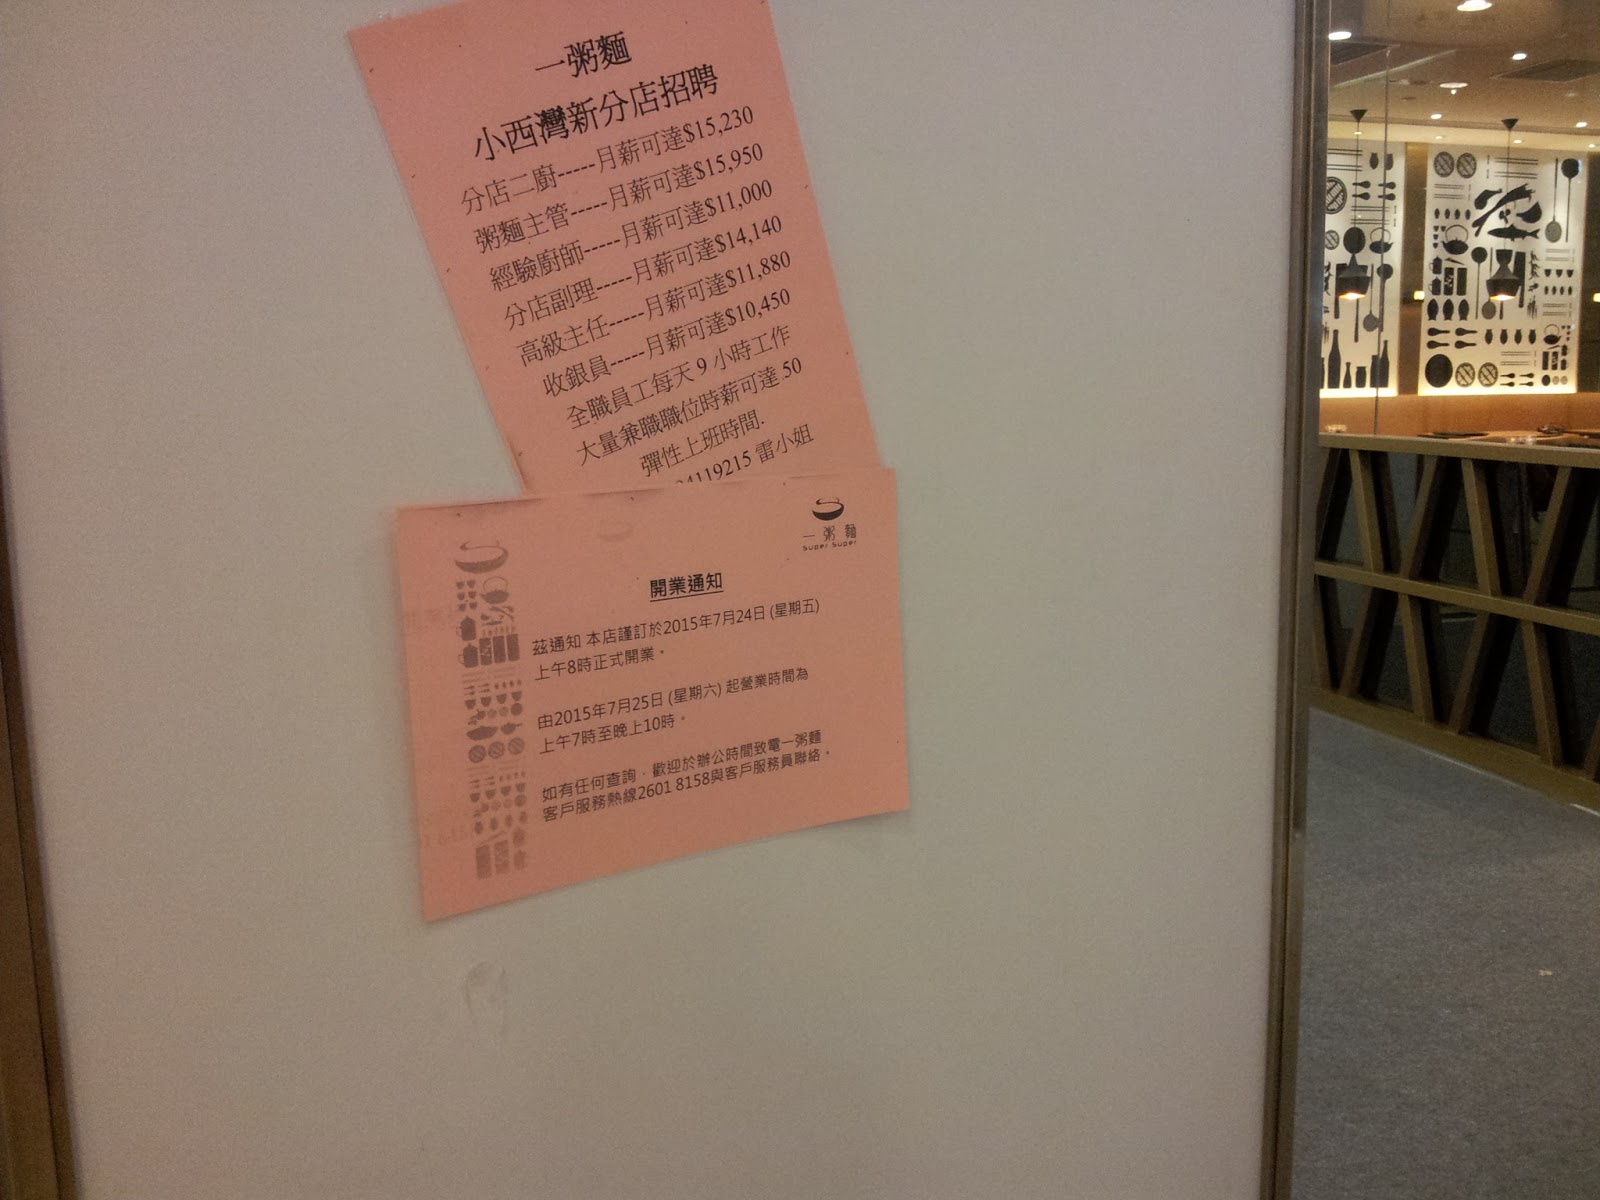 一粥麵
小西灣新分店招聘
分店二廚-----月薪可達$15,230
粥麵主管-----月薪可達$15,950
經驗廚師-----月薪可達$11,000
分店副理-----月薪可達$14,140
高級主任-----月薪可達$11,880
收銀員-----月薪可達$10,450
全職員工每天 9 小時工作
大量兼職職位時薪可達 50
彈性上班時間.
雷小姐
一粥麵
Super Super
開業通知
茲通知 本店謹訂於2015年7月24日 (星期五)
上午8時正式開業。
由2015年7月25日 (星期六) 起營業時間為
上午7時至晚上10時。
如有任何查詢，歡迎於辦公時間致電一粥麵
客戶服務熱線2601 8158與客戶服務員聯絡。